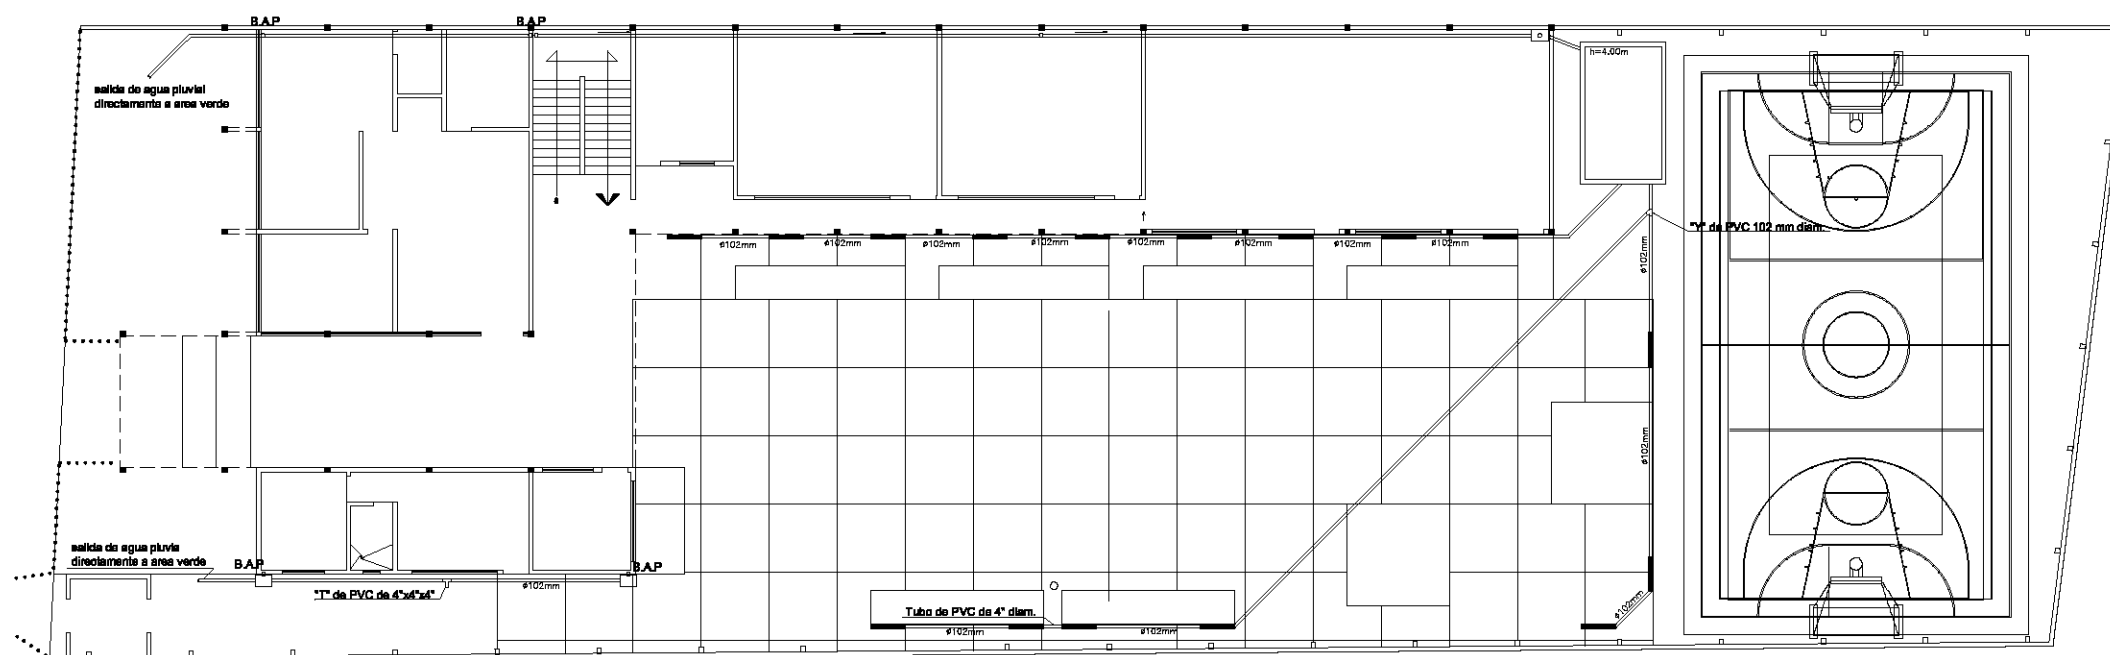 B.A.P
B.A.P
h=4.00m
salida de agua pluvial
directamente a area verde
ø102mm
ø102mm
ø102mm
ø102mm
ø102mm
ø102mm
ø102mm
ø102mm
"Y" de PVC 102 mm diam.
ø102mm
ø102mm
salida de agua pluvia
directamente a area verde
B.A.P
B.A.P
ø102mm
"T" de PVC de 4"x4"x4"
Tubo de PVC de 4" diam.
ø102mm
ø102mm
ø102mm